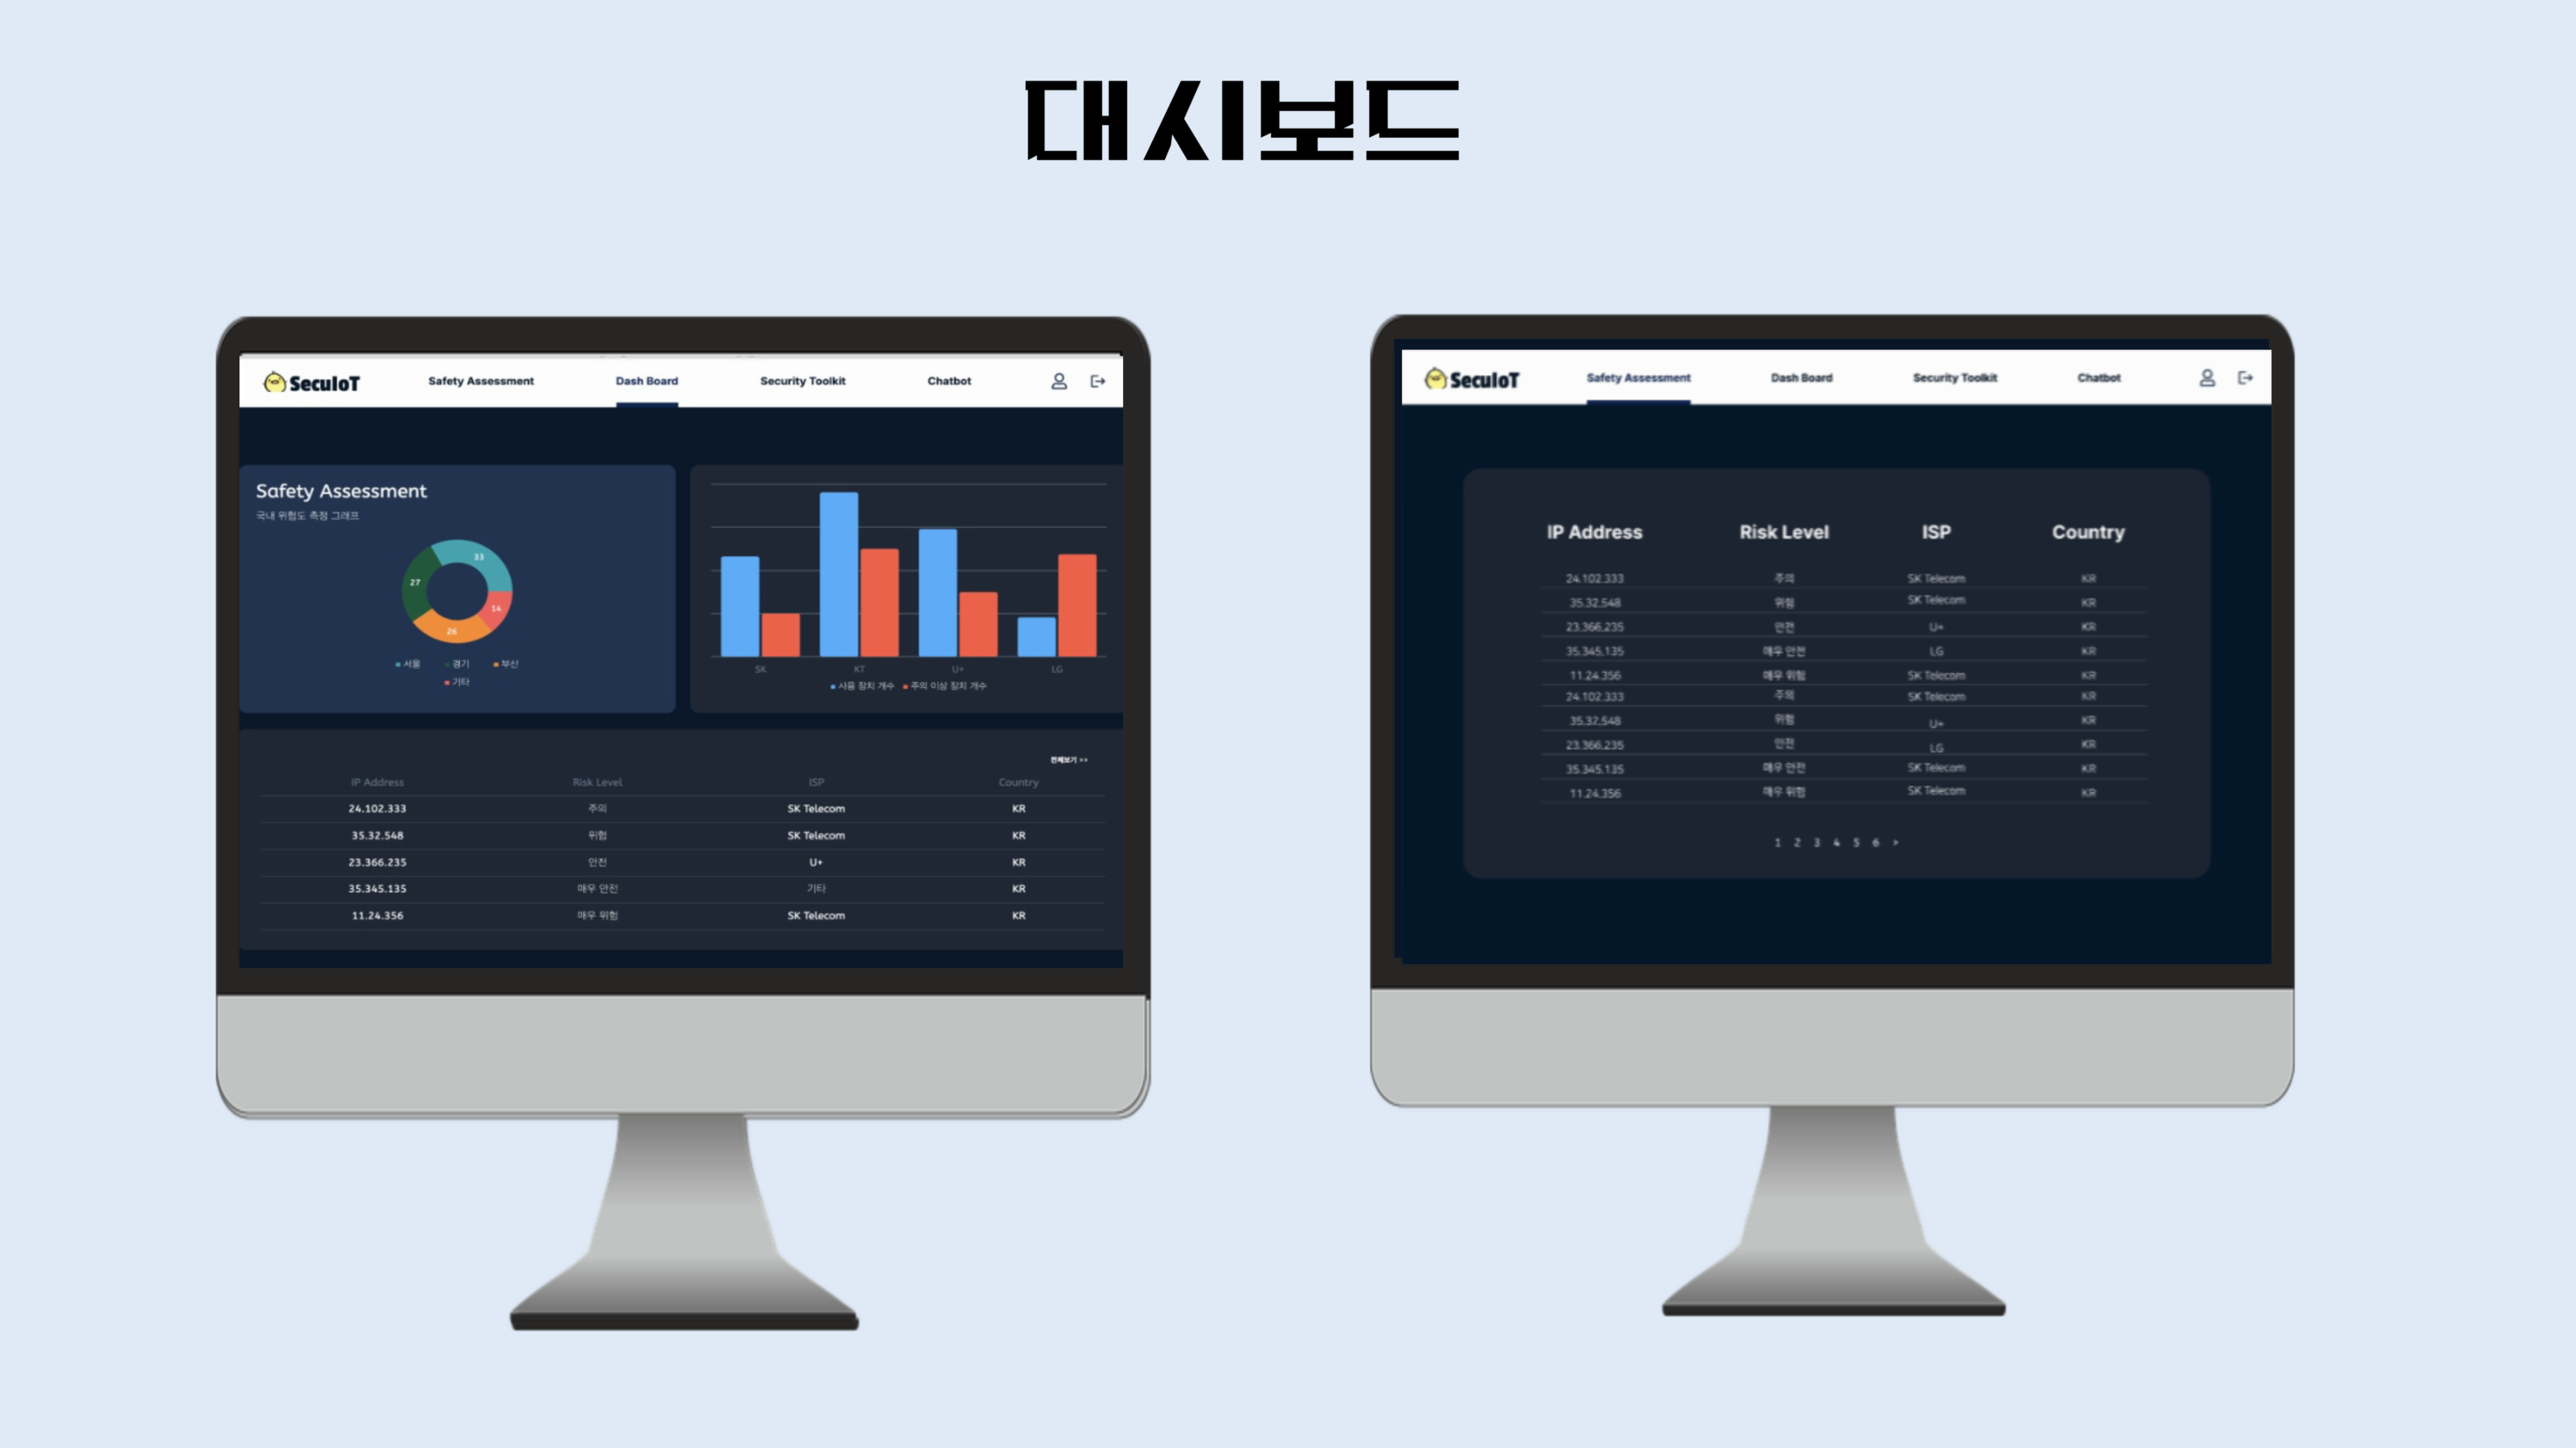 대시보드
SecuIoT Safety Assessment Dash Board Security Toolkit Chatbot
Safety Assessment
국내 위험도 측정 그래프
33
27
14
26
서울 경기 부산
기타
SK KT U+ LG
사용 장치 개수 주의 이상 장치 개수
전체보기 >>
IP Address Risk Level ISP Country
24.102.333 주의 SK Telecom KR
35.32.548 위험 SK Telecom KR
23.366.235 안전 U+ KR
35.345.135 매우 안전 기타 KR
11.24.356 매우 위험 SK Telecom KR
SecuIoT Safety Assessment Dash Board Security Toolkit Chatbot
IP Address Risk Level ISP Country
24.102.333 주의 SK Telecom KR
35.32.548 위험 SK Telecom KR
23.366.235 안전 U+ KR
35.345.135 매우 안전 LG KR
11.24.356 매우 위험 SK Telecom KR
24.102.333 주의 SK Telecom KR
35.32.548 위험 U+ KR
23.366.235 안전 LG KR
35.345.135 매우 안전 SK Telecom KR
11.24.356 매우 위험 SK Telecom KR
1 2 3 4 5 6 >